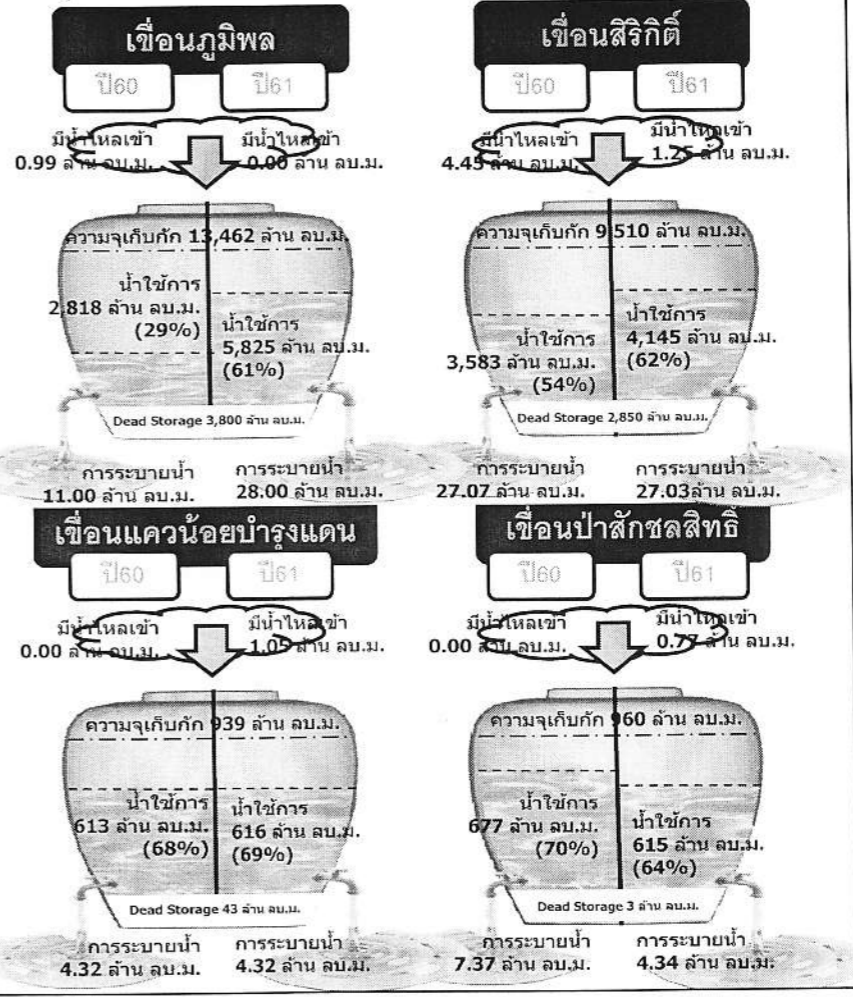 เขื่อนภูมิพล
ปี60 ปี61
มีน้ำไหลเข้า
0.99 ล้าน ลบ.ม.
มีน้ำไหลเข้า
0.00 ล้าน ลบ.ม.
ความจุเก็บกัก 13,462 ล้าน ลบ.ม.
น้ำใช้การ
2,818 ล้าน ลบ.ม.
(29%)
น้ำใช้การ
5,825 ล้าน ลบ.ม.
(61%)
Dead Storage 3,800 ล้าน ลบ.ม.
การระบายน้ำ
11.00 ล้าน ลบ.ม.
การระบายน้ำ
28.00 ล้าน ลบ.ม.
เขื่อนสิริกิติ์
ปี60 ปี61
มีน้ำไหลเข้า
4.45 ล้าน ลบ.ม.
มีน้ำไหลเข้า
1.25 ล้าน ลบ.ม.
ความจุเก็บกัก 9,510 ล้าน ลบ.ม.
น้ำใช้การ
3,583 ล้าน ลบ.ม.
(54%)
น้ำใช้การ
4,145 ล้าน ลบ.ม.
(62%)
Dead Storage 2,850 ล้าน ลบ.ม.
การระบายน้ำ
27.07 ล้าน ลบ.ม.
การระบายน้ำ
27.03ล้าน ลบ.ม.
เขื่อนแควน้อยบำรุงแดน
ปี60 ปี61
มีน้ำไหลเข้า
0.00 ล้าน ลบ.ม.
มีน้ำไหลเข้า
1.05 ล้าน ลบ.ม.
ความจุเก็บกัก 939 ล้าน ลบ.ม.
น้ำใช้การ
613 ล้าน ลบ.ม.
(68%)
น้ำใช้การ
616 ล้าน ลบ.ม.
(69%)
Dead Storage 43 ล้าน ลบ.ม.
การระบายน้ำ
4.32 ล้าน ลบ.ม.
การระบายน้ำ
4.32 ล้าน ลบ.ม.
เขื่อนป่าสักชลสิทธิ์
ปี60 ปี61
มีน้ำไหลเข้า
0.00 ล้าน ลบ.ม.
มีน้ำไหลเข้า
0.77 ล้าน ลบ.ม.
ความจุเก็บกัก 960 ล้าน ลบ.ม.
น้ำใช้การ
677 ล้าน ลบ.ม.
(70%)
น้ำใช้การ
615 ล้าน ลบ.ม.
(64%)
Dead Storage 3 ล้าน ลบ.ม.
การระบายน้ำ
7.37 ล้าน ลบ.ม.
การระบายน้ำ
4.34 ล้าน ลบ.ม.